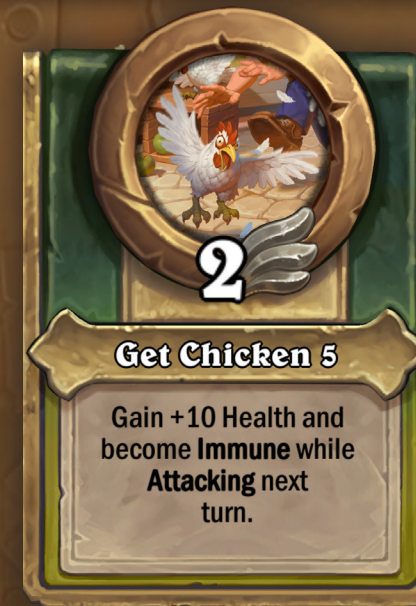 2
Get Chicken 5
Gain +10 Health and
become Immune while
Attacking next
turn.